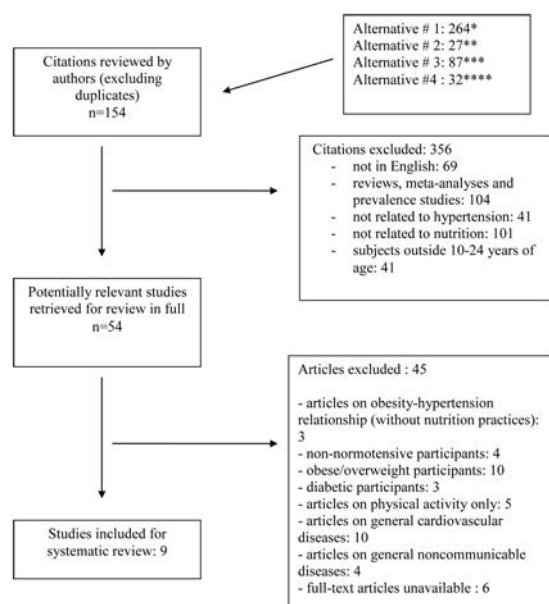 Alternative # 1: 264*
Alternative # 2: 27**
Alternative # 3: 87***
Alternative #4 : 32****
Citations reviewed by
authors (excluding
duplicates)
n=154
Citations excluded: 356
- not in English: 69
- reviews, meta-analyses and
prevalence studies: 104
- not related to hypertension: 41
- not related to nutrition: 101
- subjects outside 10-24 years of
age: 41
Potentially relevant studies
retrieved for review in full
n=54
Articles excluded : 45
- articles on obesity-hypertension
relationship (without nutrition practices):
3
- non-normotensive participants: 4
- obese/overweight participants: 10
- diabetic participants: 3
- articles on physical activity only: 5
- articles on general cardiovascular
diseases: 10
- articles on general noncommunicable
diseases: 4
- full-text articles unavailable : 6
Studies included for
systematic review: 9